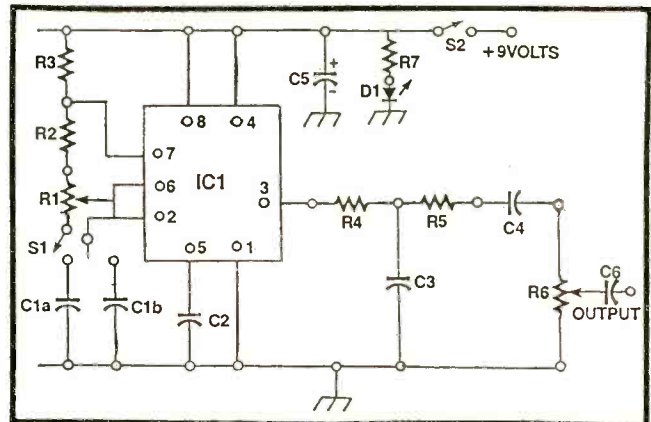 R3
R2
R1
S1
C1a
C1b
8
4
7
6
2
IC1
3
5
1
C2
C5
+
-
R7
D1
S2
+9VOLTS
R4
R5
C4
C3
R6
C6
OUTPUT